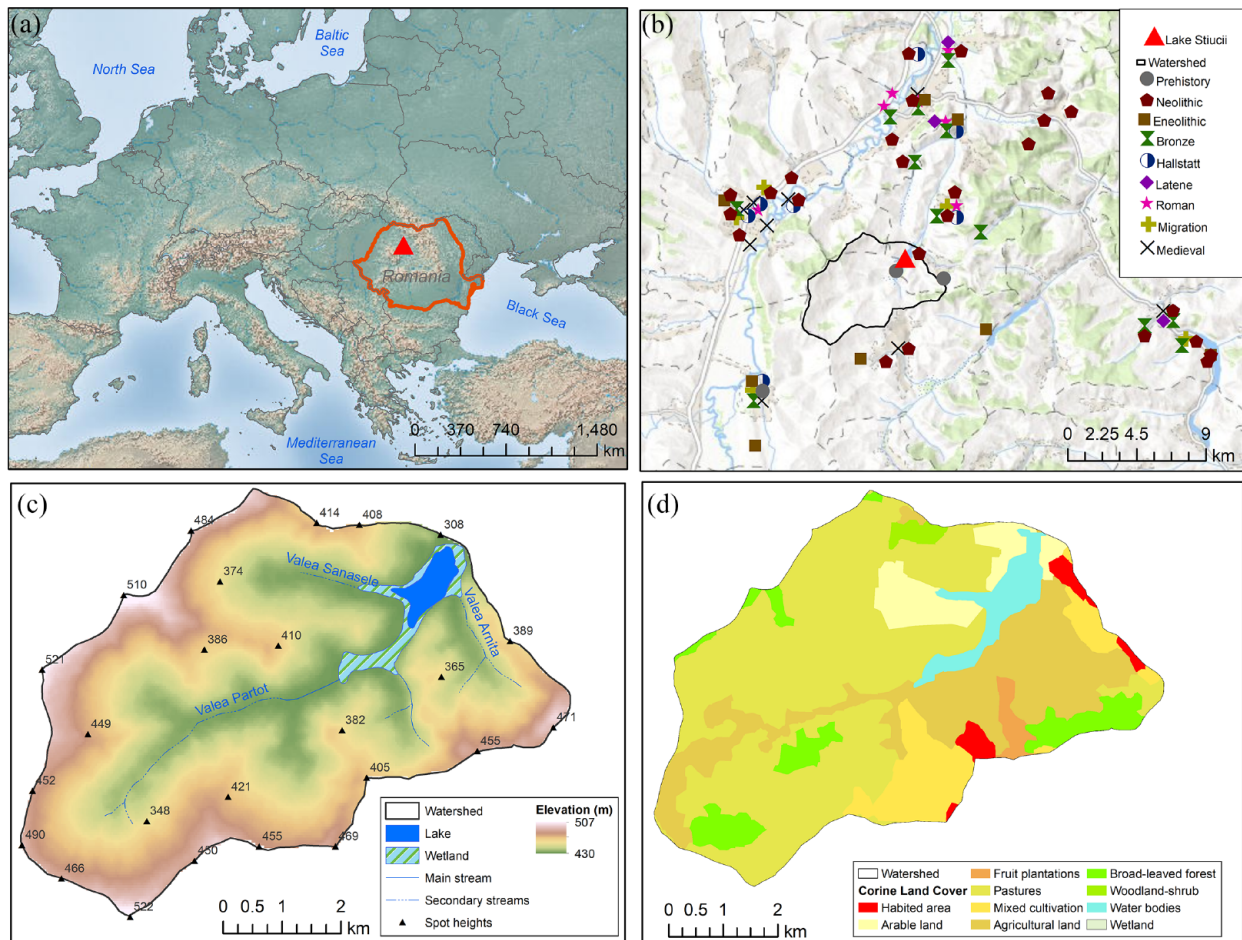 (a)
Baltic
Sea
North Sea
Romania
Black Sea
Mediterranean
Sea
0 370 740 1,480
km
(b)
Lake Stiucii
Watershed
Prehistory
Neolithic
Eneolithic
Bronze
Hallstatt
Latene
Roman
Migration
Medieval
0 2.25 4.5 9
km
(c)
484
414
408
308
510
374
Valea Sanasele
Valea Arnita
389
386
410
521
365
Valea Partot
449
382
471
455
452
405
421
348
490
430
455
469
466
522
0 0.5 1 2
km
Watershed
Lake
Wetland
Main stream
Secondary streams
Spot heights
Elevation (m)
507
430
(d)
0 0.5 1 2
km
Watershed
Corine Land Cover
Habited area
Arable land
Fruit plantations
Pastures
Mixed cultivation
Agricultural land
Broad-leaved forest
Woodland-shrub
Water bodies
Wetland